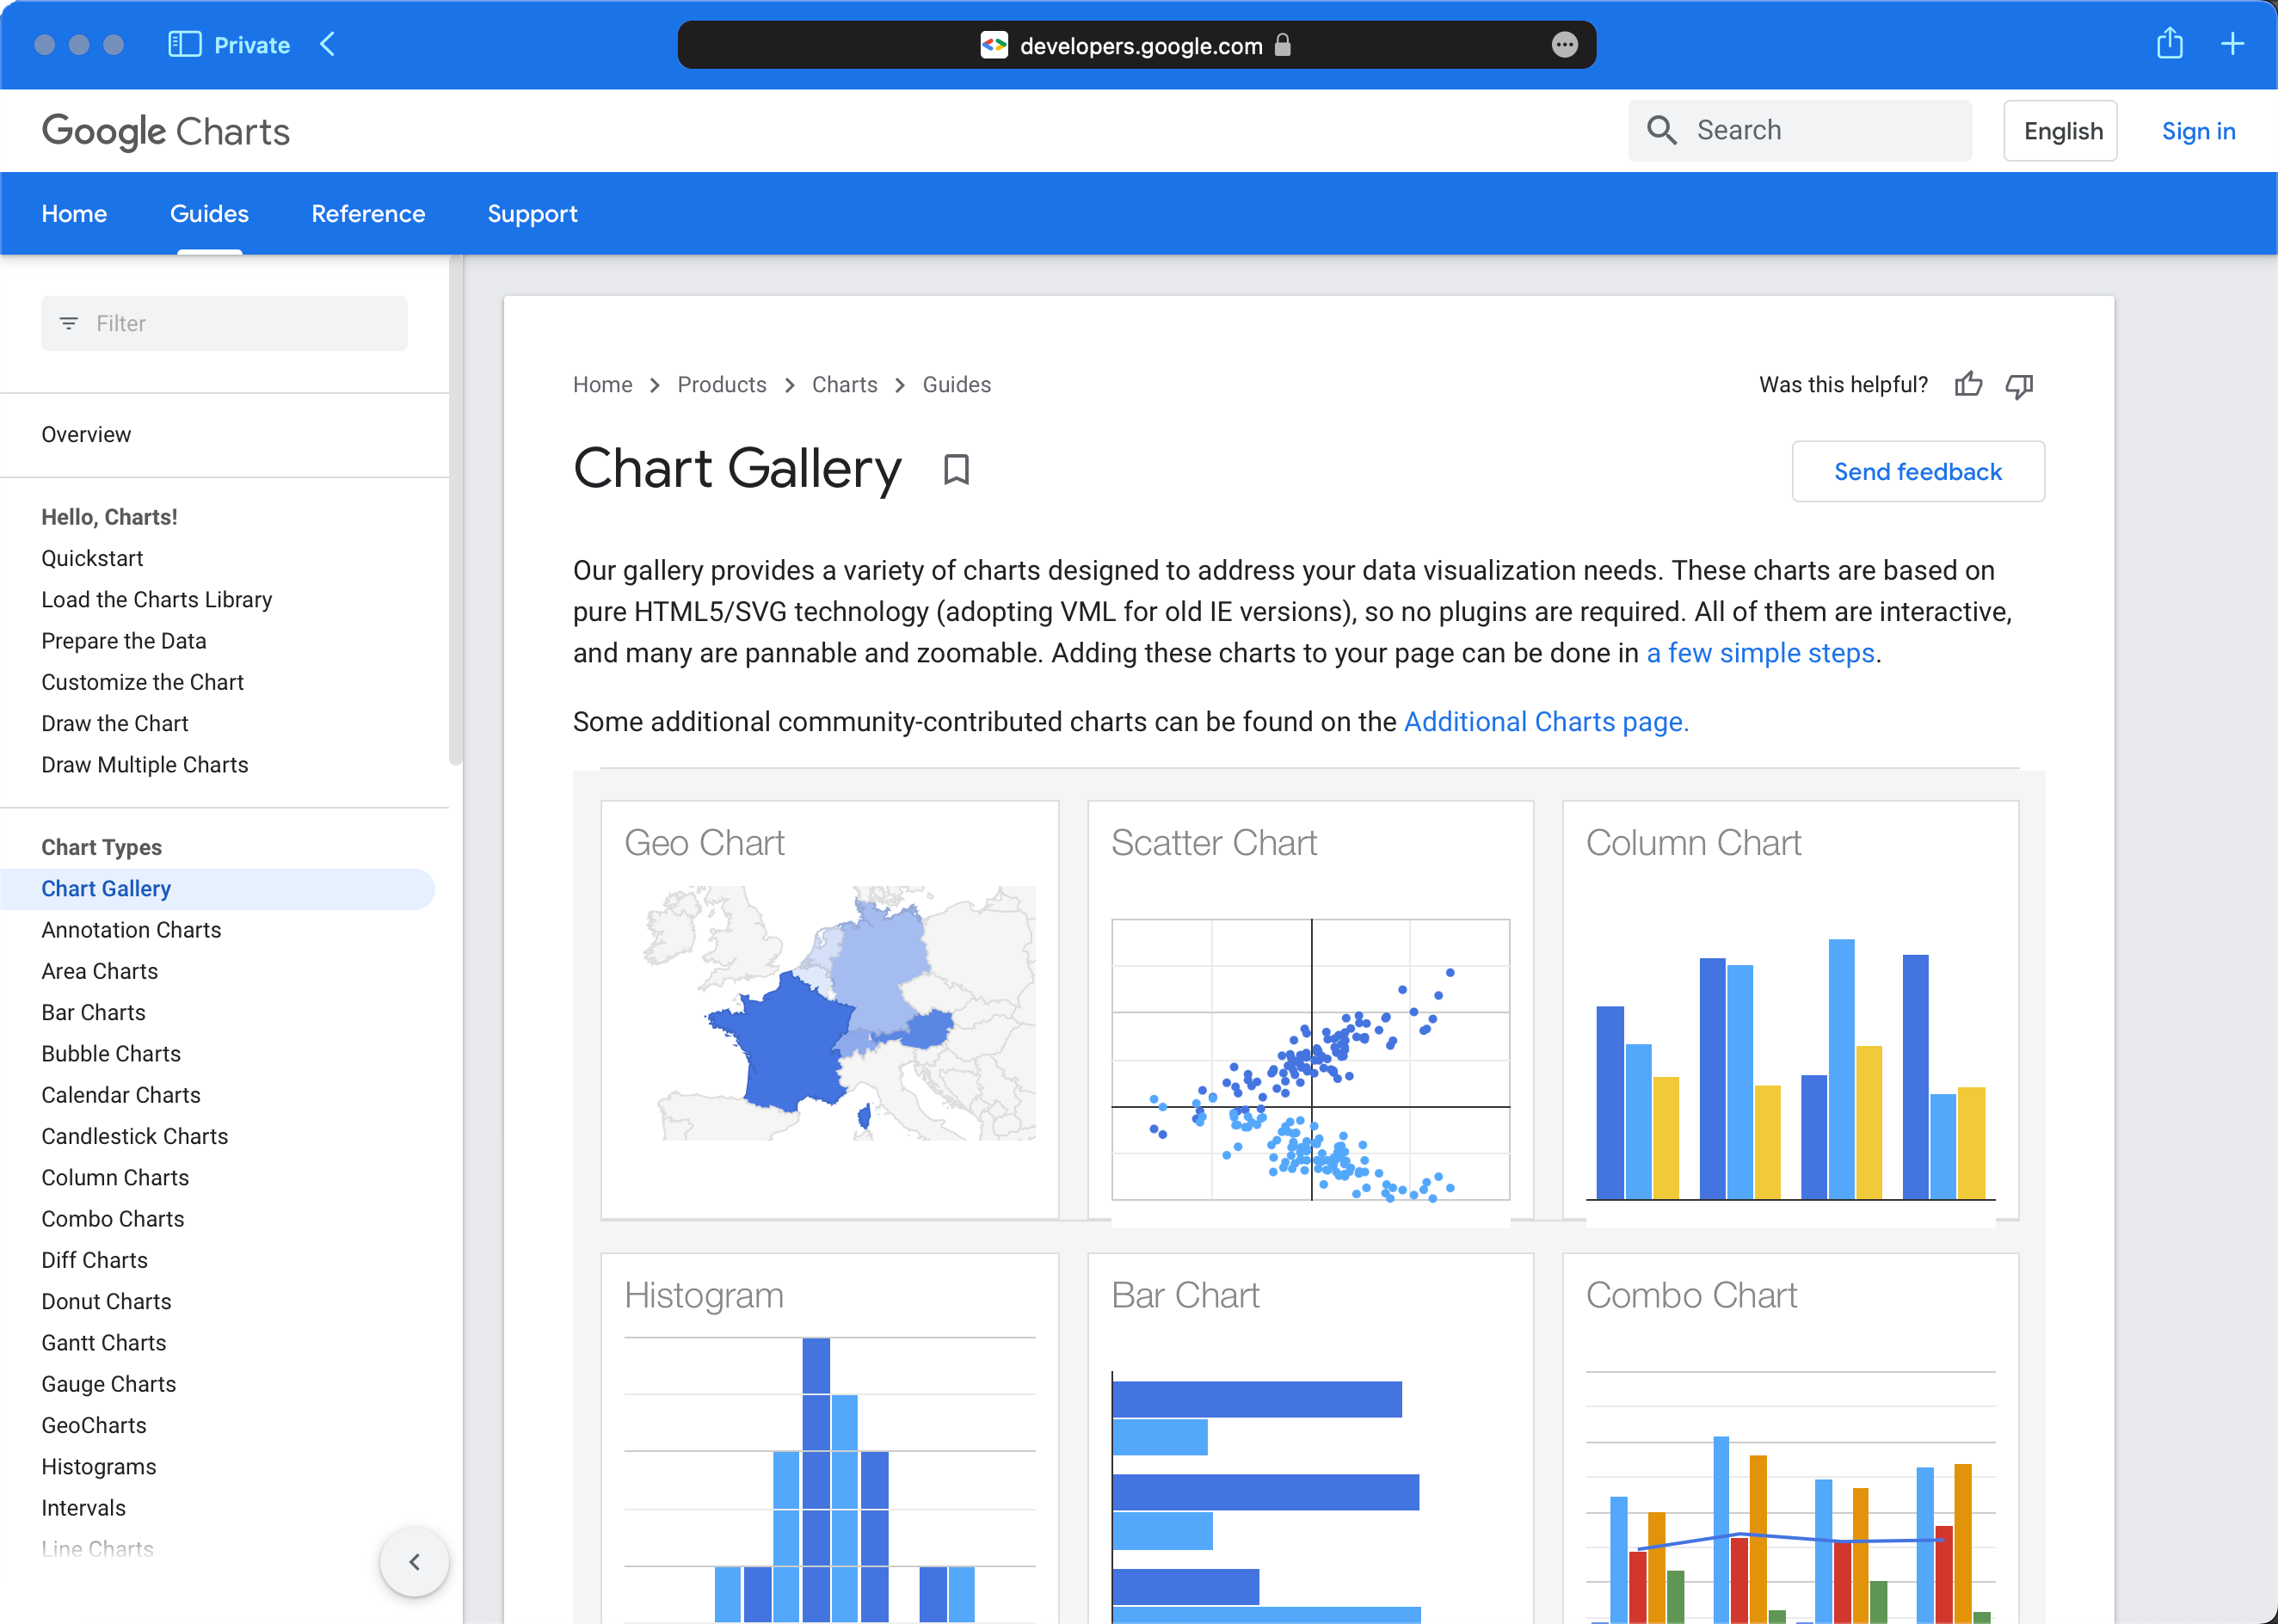 Private
developers.google.com
Google Charts
Search
English
Sign in
Home
Guides
Reference
Support
Filter
Overview
Hello, Charts!
Quickstart
Load the Charts Library
Prepare the Data
Customize the Chart
Draw the Chart
Draw Multiple Charts
Chart Types
Chart Gallery
Annotation Charts
Area Charts
Bar Charts
Bubble Charts
Calendar Charts
Candlestick Charts
Column Charts
Combo Charts
Diff Charts
Donut Charts
Gantt Charts
Gauge Charts
GeoCharts
Histograms
Intervals
Line Charts
Home > Products > Charts > Guides
Was this helpful?
Chart Gallery
Send feedback
Our gallery provides a variety of charts designed to address your data visualization needs. These charts are based on
pure HTML5/SVG technology (adopting VML for old IE versions), so no plugins are required. All of them are interactive,
and many are pannable and zoomable. Adding these charts to your page can be done in a few simple steps.
Some additional community-contributed charts can be found on the Additional Charts page.
Geo Chart
Scatter Chart
Column Chart
Histogram
Bar Chart
Combo Chart